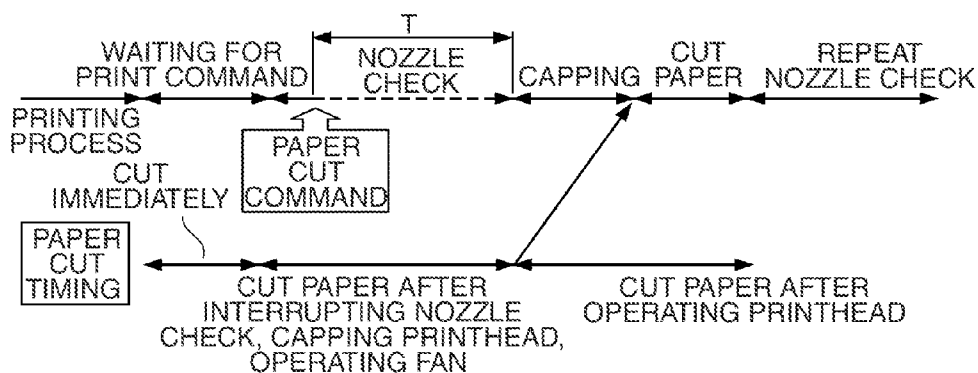 T
WAITING FOR
PRINT COMMAND
NOZZLE
CHECK
CAPPING
CUT
PAPER
REPEAT
NOZZLE CHECK
PRINTING
PROCESS
PAPER
CUT
COMMAND
CUT
IMMEDIATELY
PAPER
CUT
TIMING
CUT PAPER AFTER
INTERRUPTING NOZZLE
CHECK, CAPPING PRINTHEAD,
OPERATING FAN
CUT PAPER AFTER
OPERATING PRINTHEAD